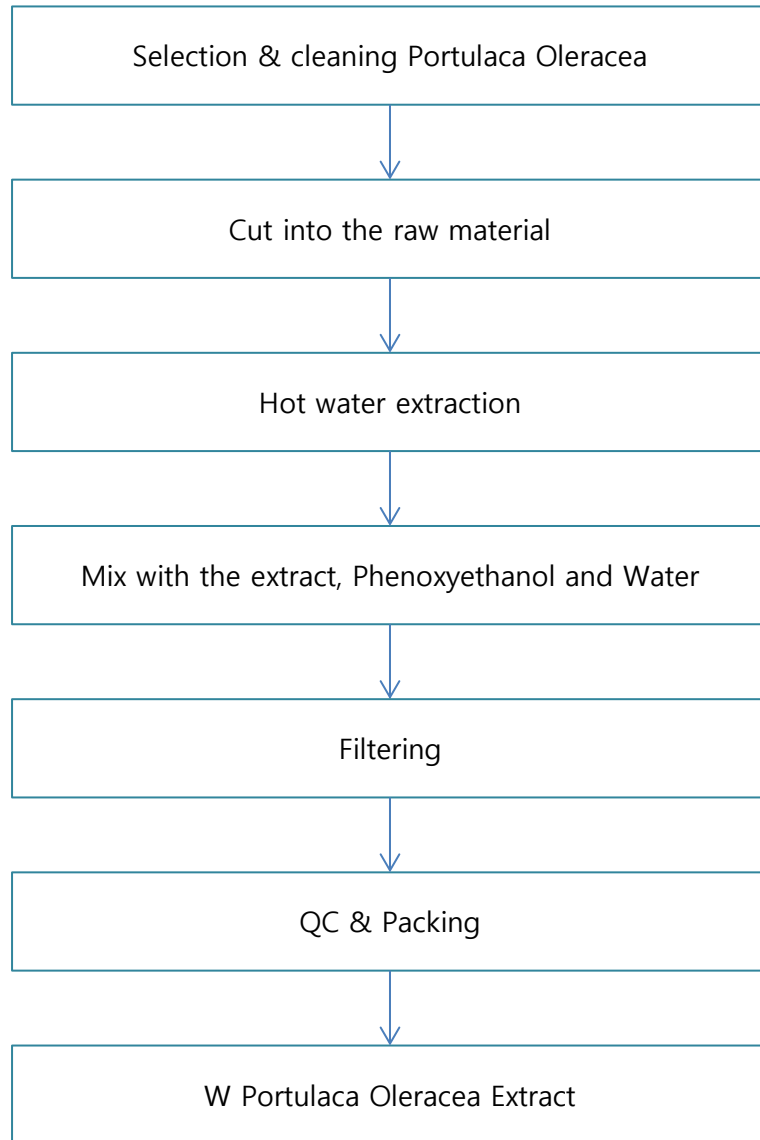 Selection & cleaning Portulaca Oleracea
Cut into the raw material
Hot water extraction
Mix with the extract, Phenoxyethanol and Water
Filtering
QC & Packing
W Portulaca Oleracea Extract